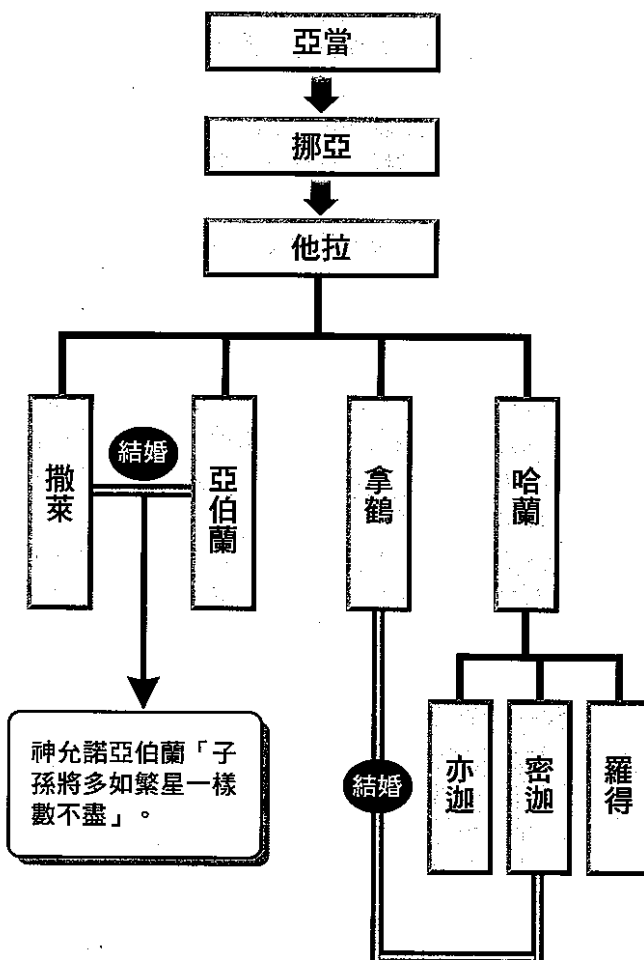 亞當
挪亞
他拉
撒萊
結婚
亞伯蘭
拿鶴
哈蘭
神允諾亞伯蘭「子
孫將多如繁星一樣
數不盡」。
結婚
亦迦
密迦
羅得